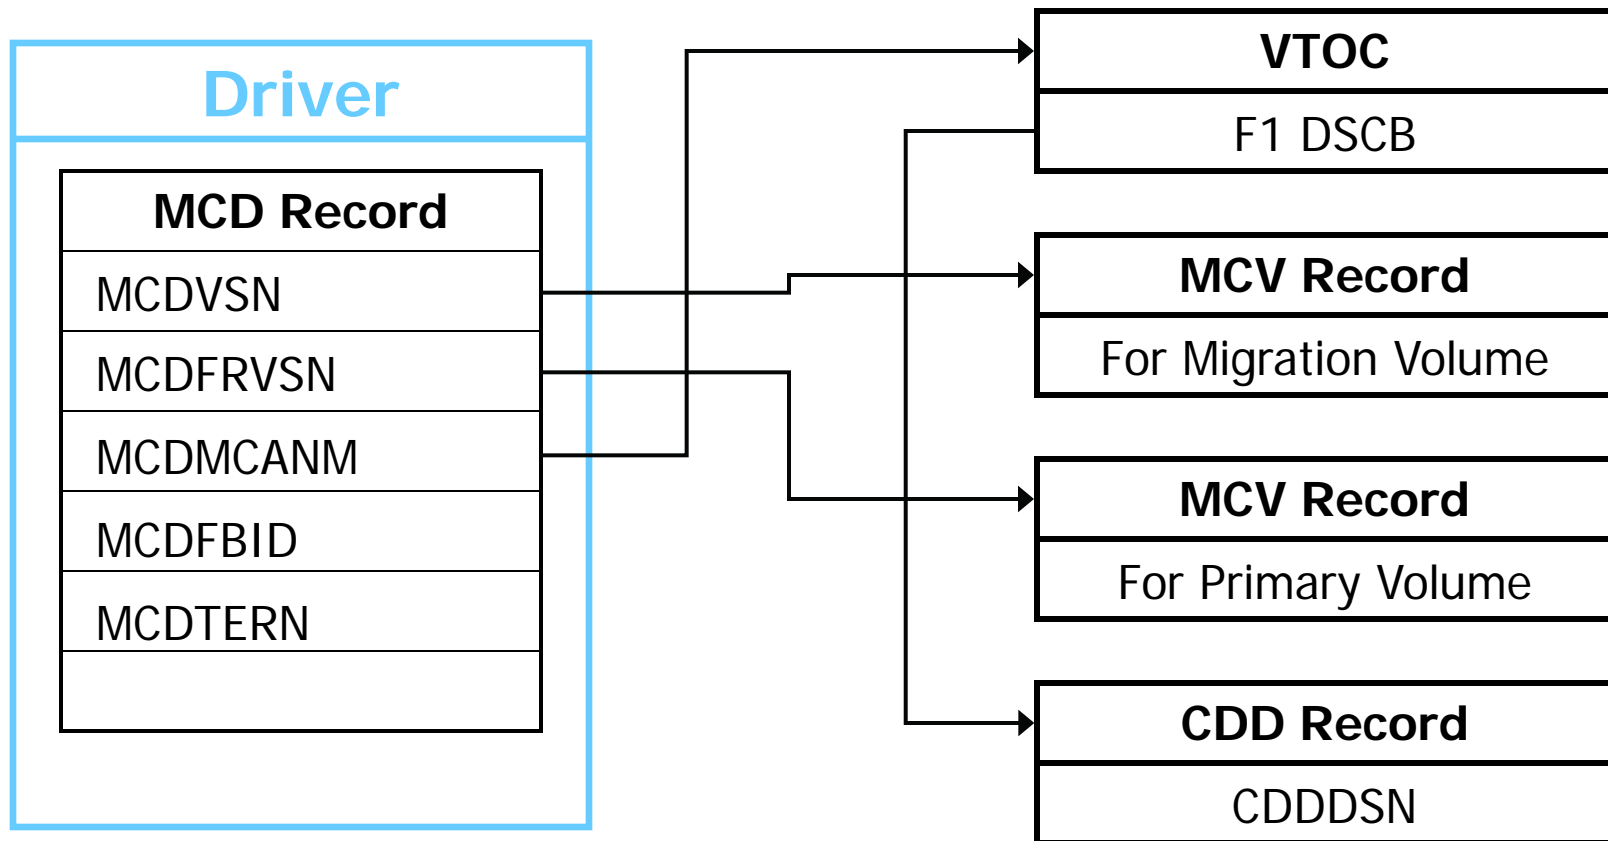 Driver
MCD Record
MCDVSN
MCDFRVSN
MCDMCANM
MCDFBID
MCDTERN
VTOC
F1 DSCB
MCV Record
For Migration Volume
MCV Record
For Primary Volume
CDD Record
CDDDSN